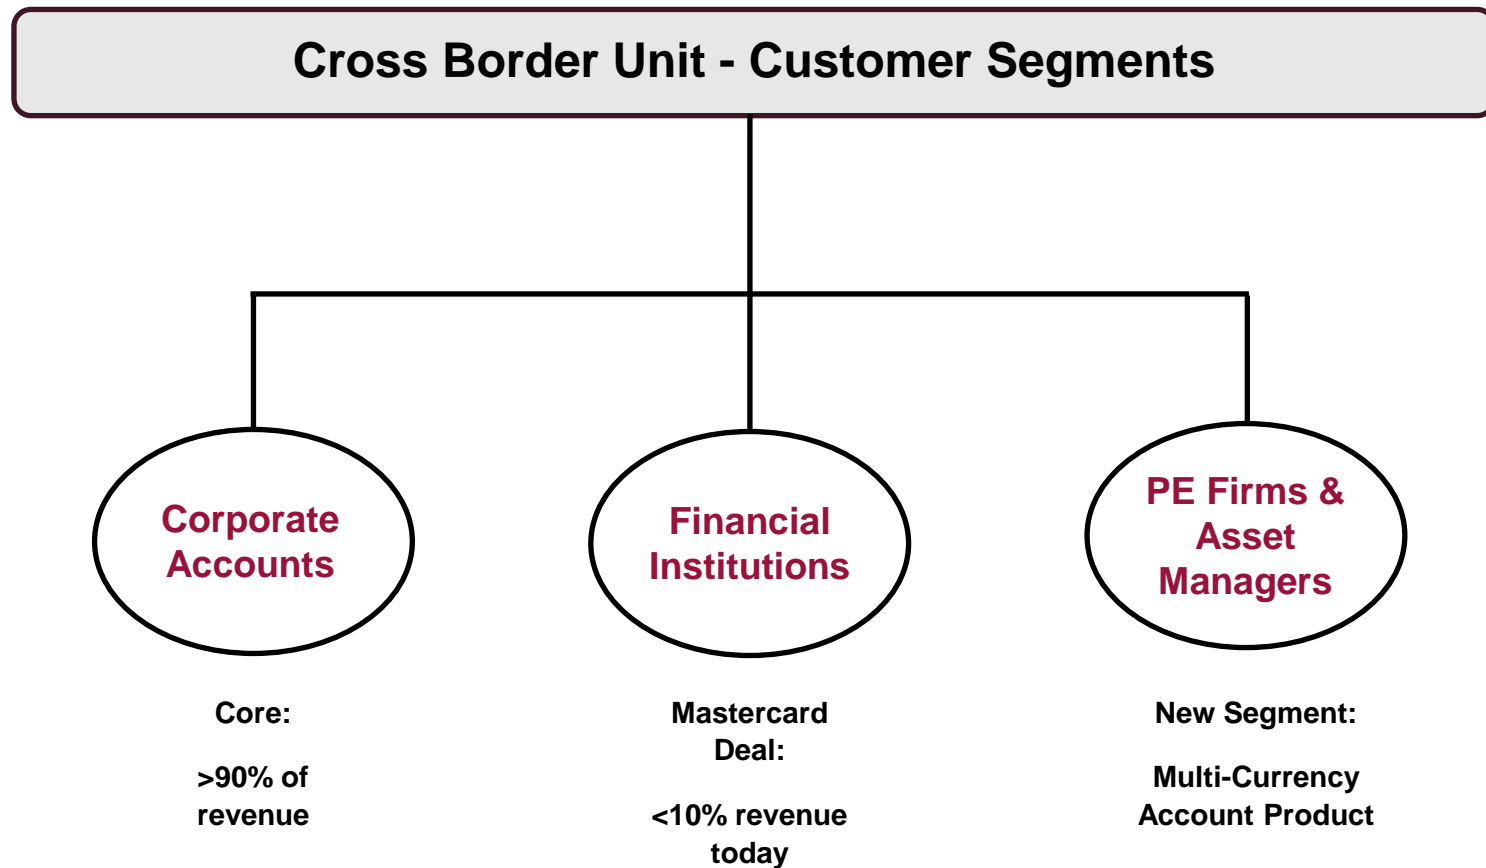 Cross Border Unit - Customer Segments
Corporate
Accounts
Financial
Institutions
PE Firms &
Asset
Managers
Core:
>90% of
revenue
Mastercard
Deal:
<10% revenue
today
New Segment:
Multi-Currency
Account Product